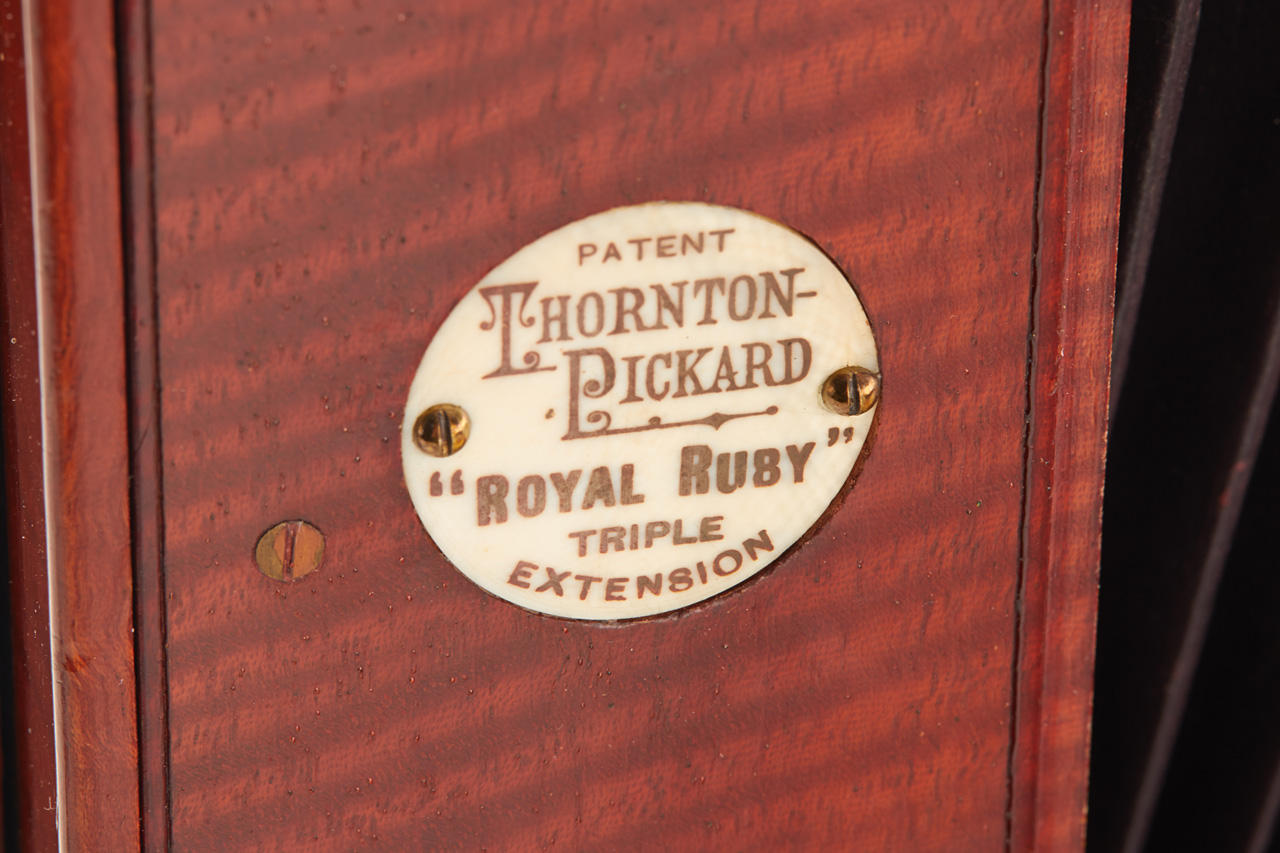 PATENT
THORNTON-
PICKARD
“ROYAL RUBY”
TRIPLE
EXTENSION